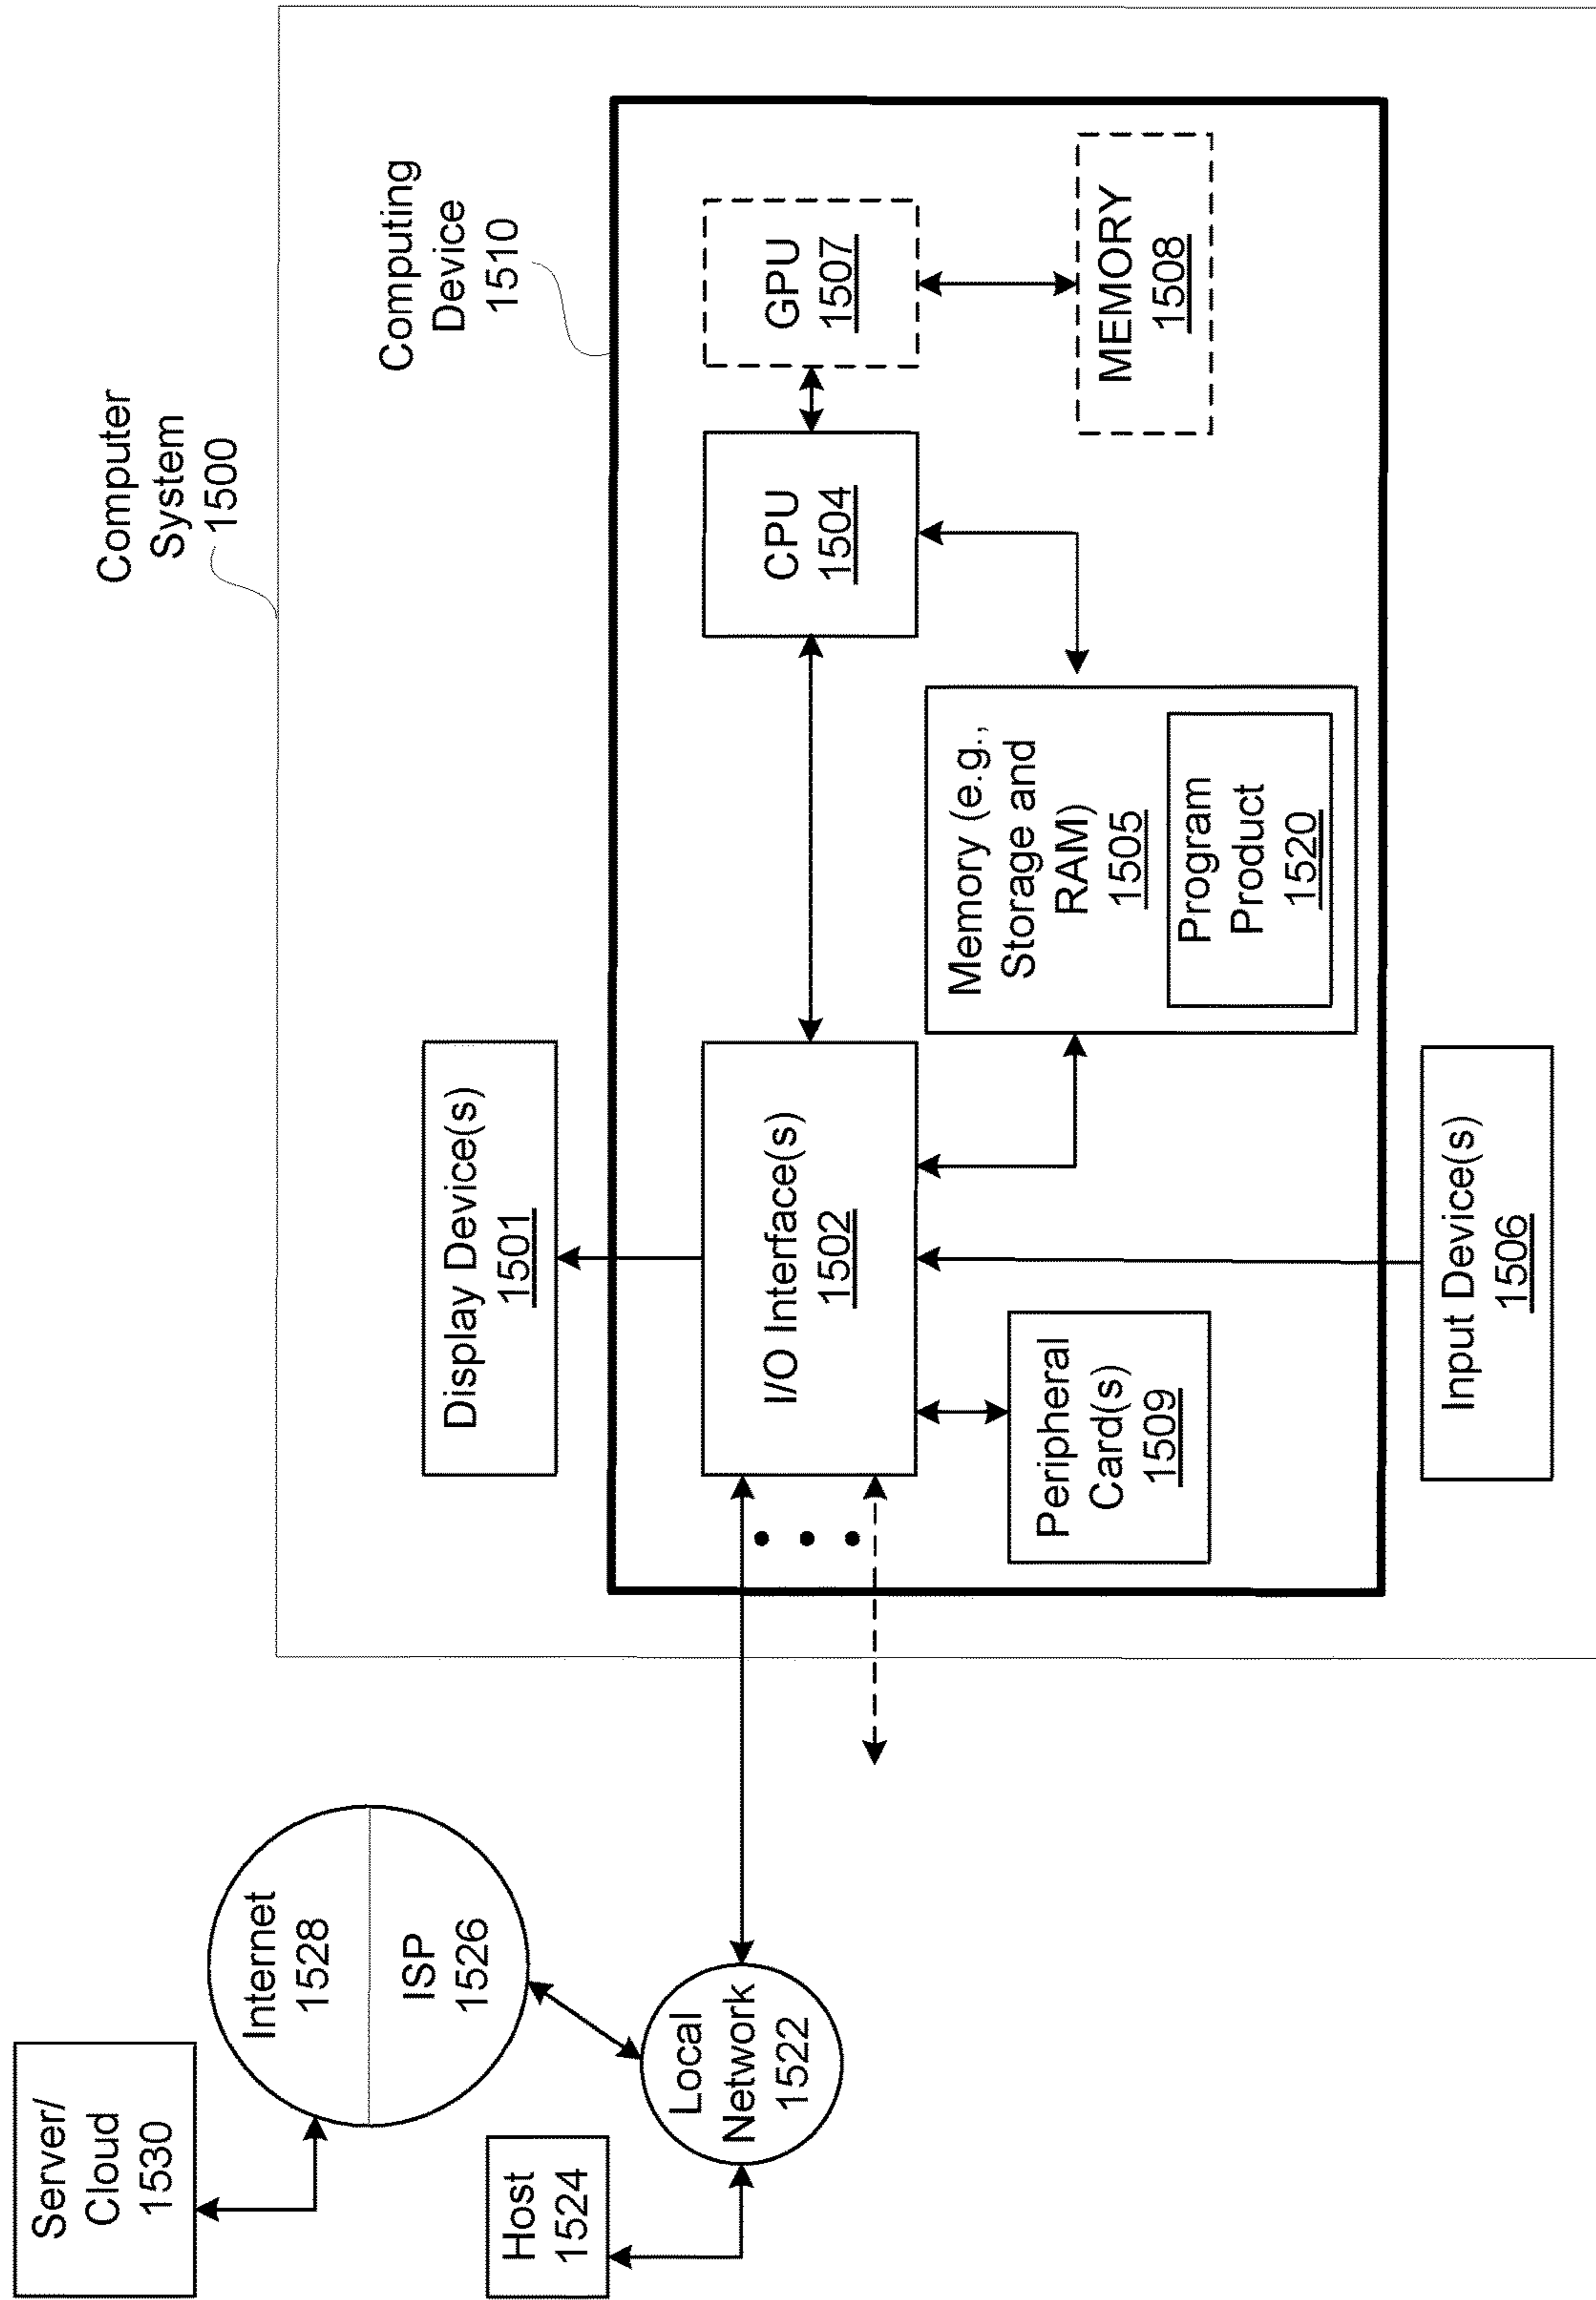 Server/
Cloud
1530
Internet
1528
ISP
1526
Host
1524
Local
Network
1522
Computer
System
1500
Computing
Device
1510
Display Device(s)
1501
I/O Interface(s)
1502
CPU
1504
GPU
1507
Peripheral
Card(s)
1509
Memory (e.g.,
Storage and
RAM)
1505
Program
Product
1520
MEMORY
1508
Input Device(s)
1506